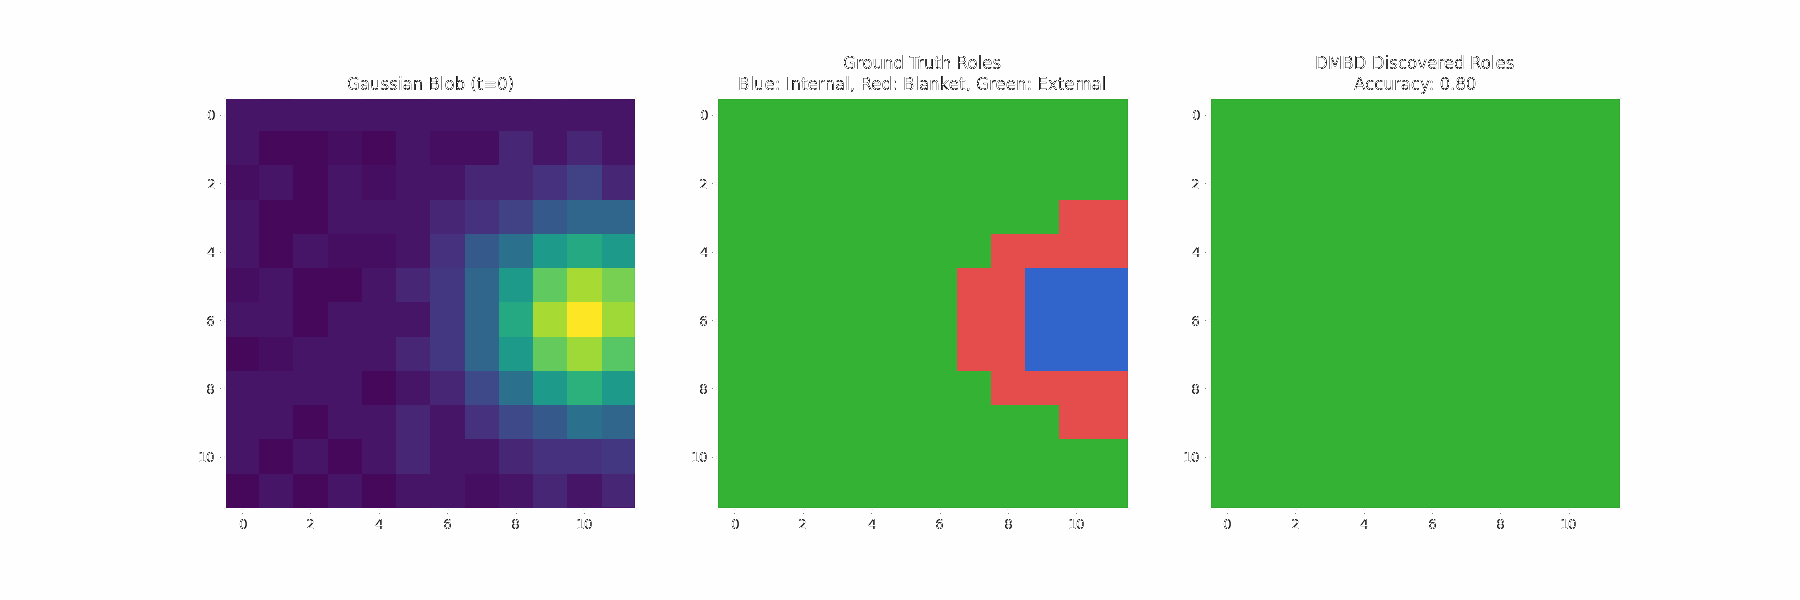 Gaussian Blob (t=0)
Ground Truth Roles
Blue: Internal, Red: Blanket, Green: External
DMBD Discovered Roles
Accuracy: 0.80
0
2
4
6
8
10
0 2 4 6 8 10
0
2
4
6
8
10
0 2 4 6 8 10
0
2
4
6
8
10
0 2 4 6 8 10